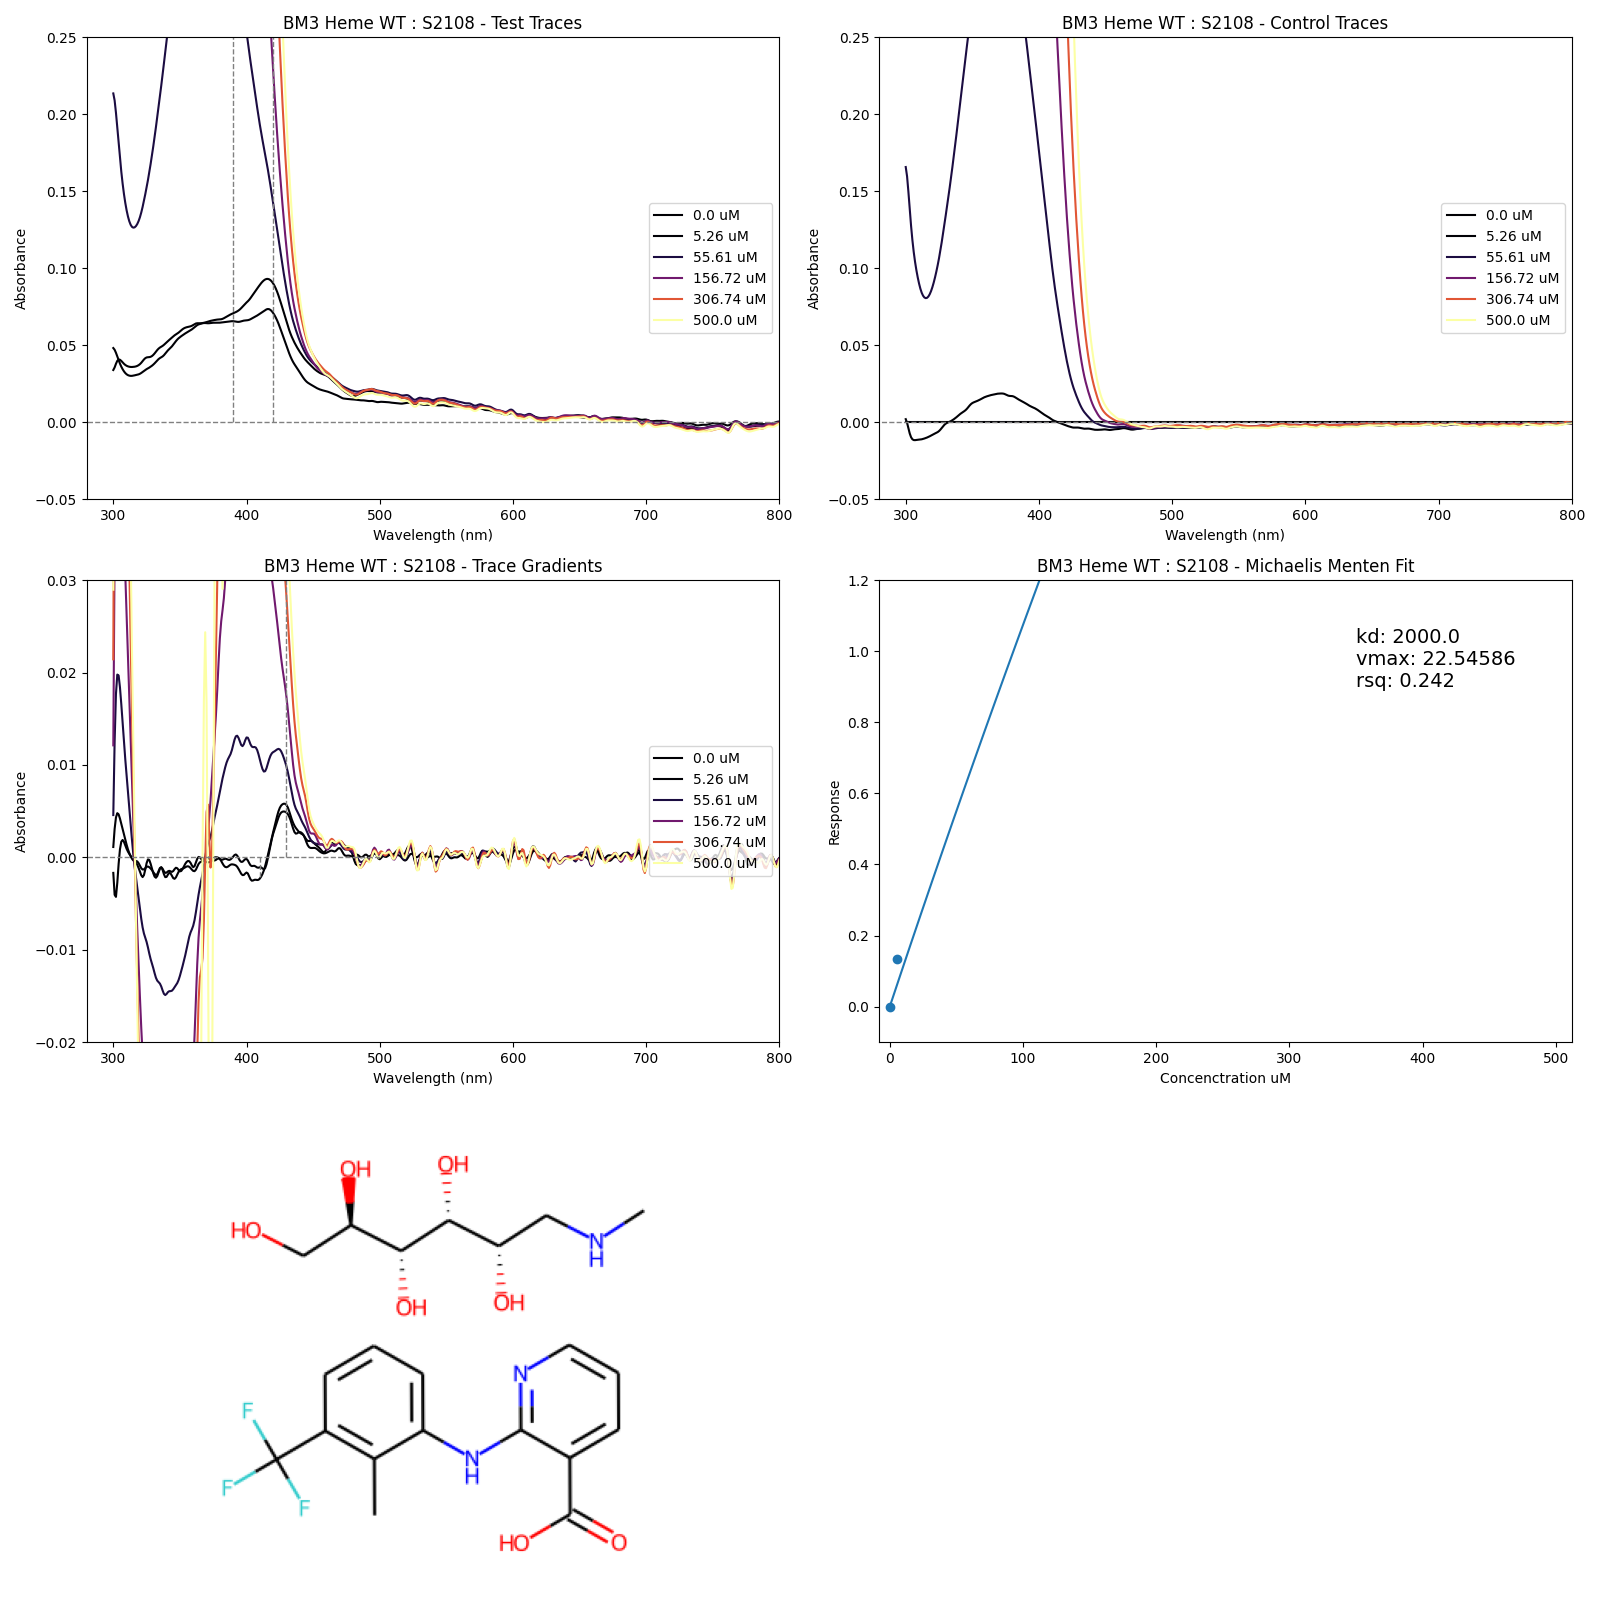 BM3 Heme WT : S2108 - Test Traces
0.25
0.20
0.15
0.10
0.05
0.00
−0.05
Absorbance
300 400 500 600 700 800
Wavelength (nm)
0.0 uM
5.26 uM
55.61 uM
156.72 uM
306.74 uM
500.0 uM
BM3 Heme WT : S2108 - Control Traces
0.25
0.20
0.15
0.10
0.05
0.00
−0.05
Absorbance
300 400 500 600 700 800
Wavelength (nm)
0.0 uM
5.26 uM
55.61 uM
156.72 uM
306.74 uM
500.0 uM
BM3 Heme WT : S2108 - Trace Gradients
0.03
0.02
0.01
0.00
−0.01
−0.02
Absorbance
300 400 500 600 700 800
Wavelength (nm)
0.0 uM
5.26 uM
55.61 uM
156.72 uM
306.74 uM
500.0 uM
BM3 Heme WT : S2108 - Michaelis Menten Fit
1.2
1.0
0.8
0.6
0.4
0.2
0.0
Response
kd: 2000.0
vmax: 22.54586
rsq: 0.242
0 100 200 300 400 500
Concenctration uM
OH OH
HO
N
H
OH OH
N
F
N
H
F
F
HO O